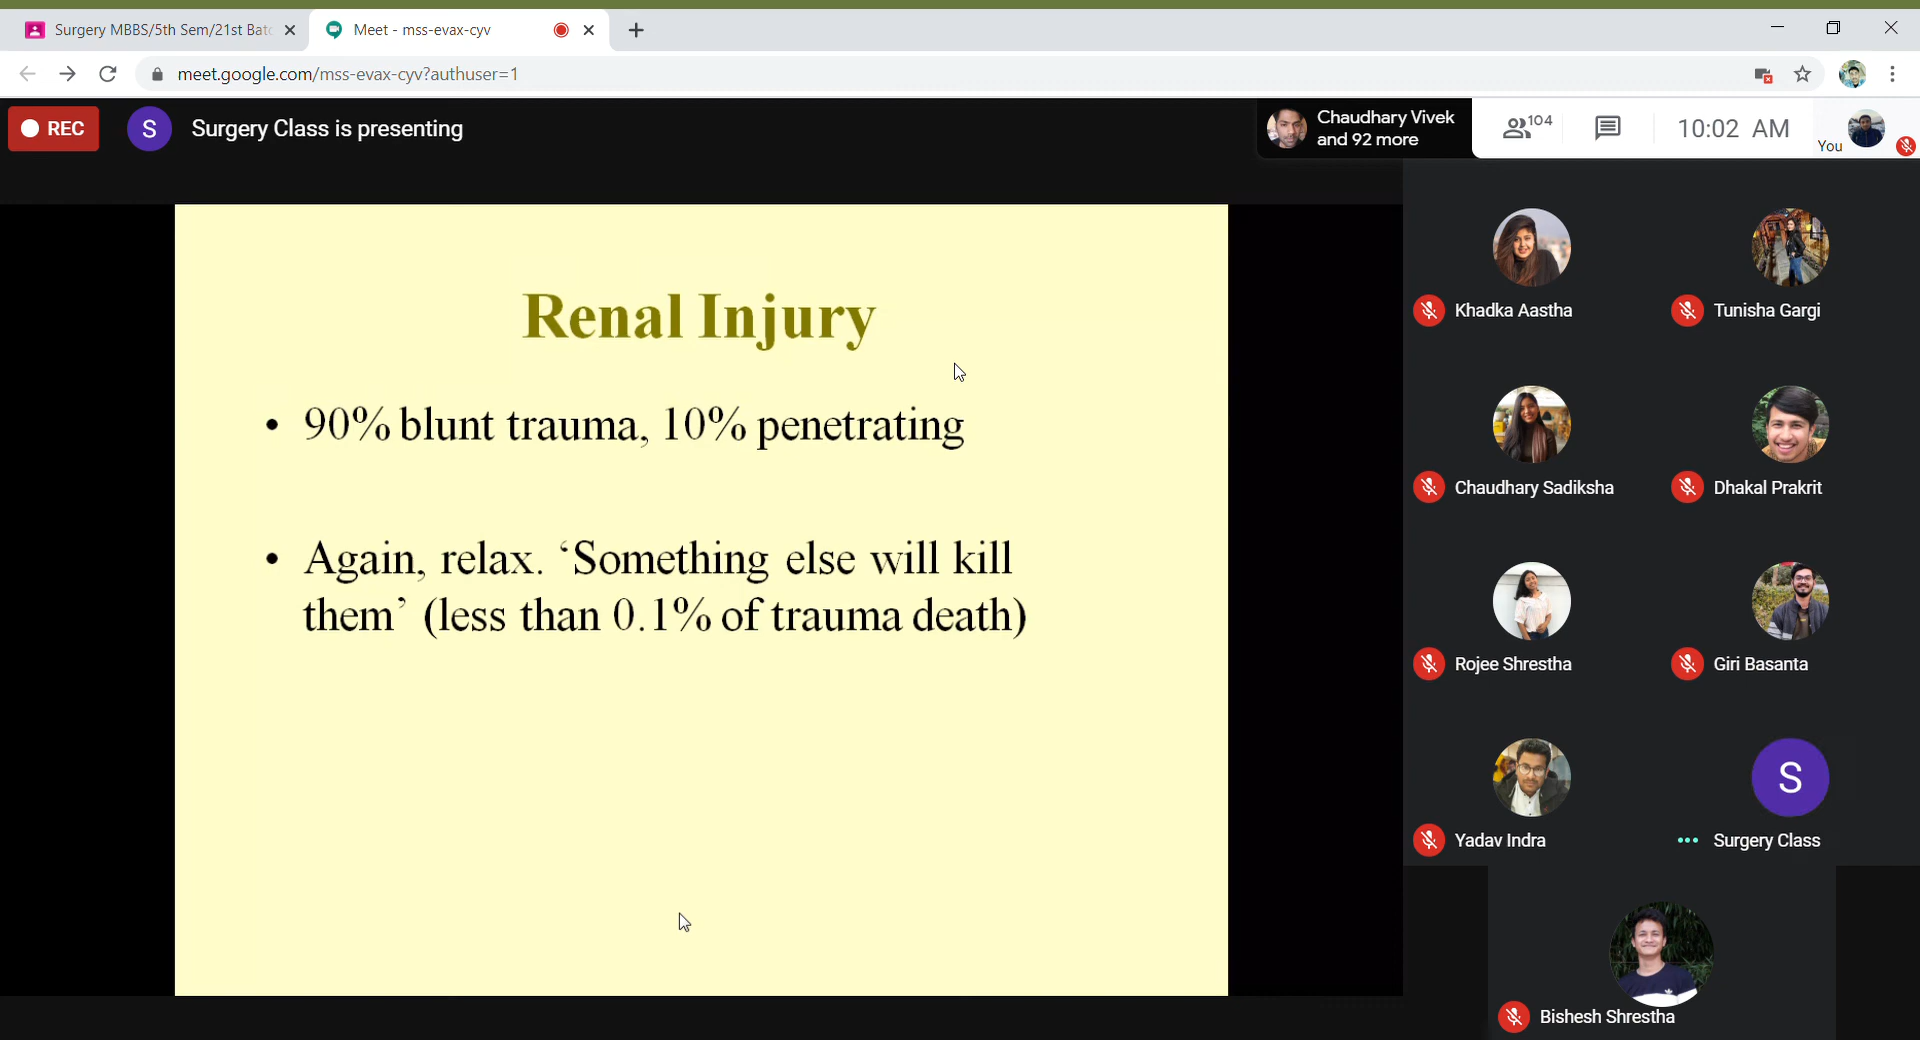 Surgery MBBS/5th Sem/21st Batc
Meet - mss-evax-cyv
meet.google.com/mss-evax-cyv?authuser=1
REC
S
Surgery Class is presenting
Chaudhary Vivek
and 92 more
104
10:02 AM
You
Renal Injury
• 90% blunt trauma, 10% penetrating
• Again, relax. ‘Something else will kill
them’ (less than 0.1% of trauma death)
Khadka Aastha
Tunisha Gargi
Chaudhary Sadiksha
Dhakal Prakrit
Rojee Shrestha
Giri Basanta
S
Yadav Indra
Surgery Class
Bishesh Shrestha